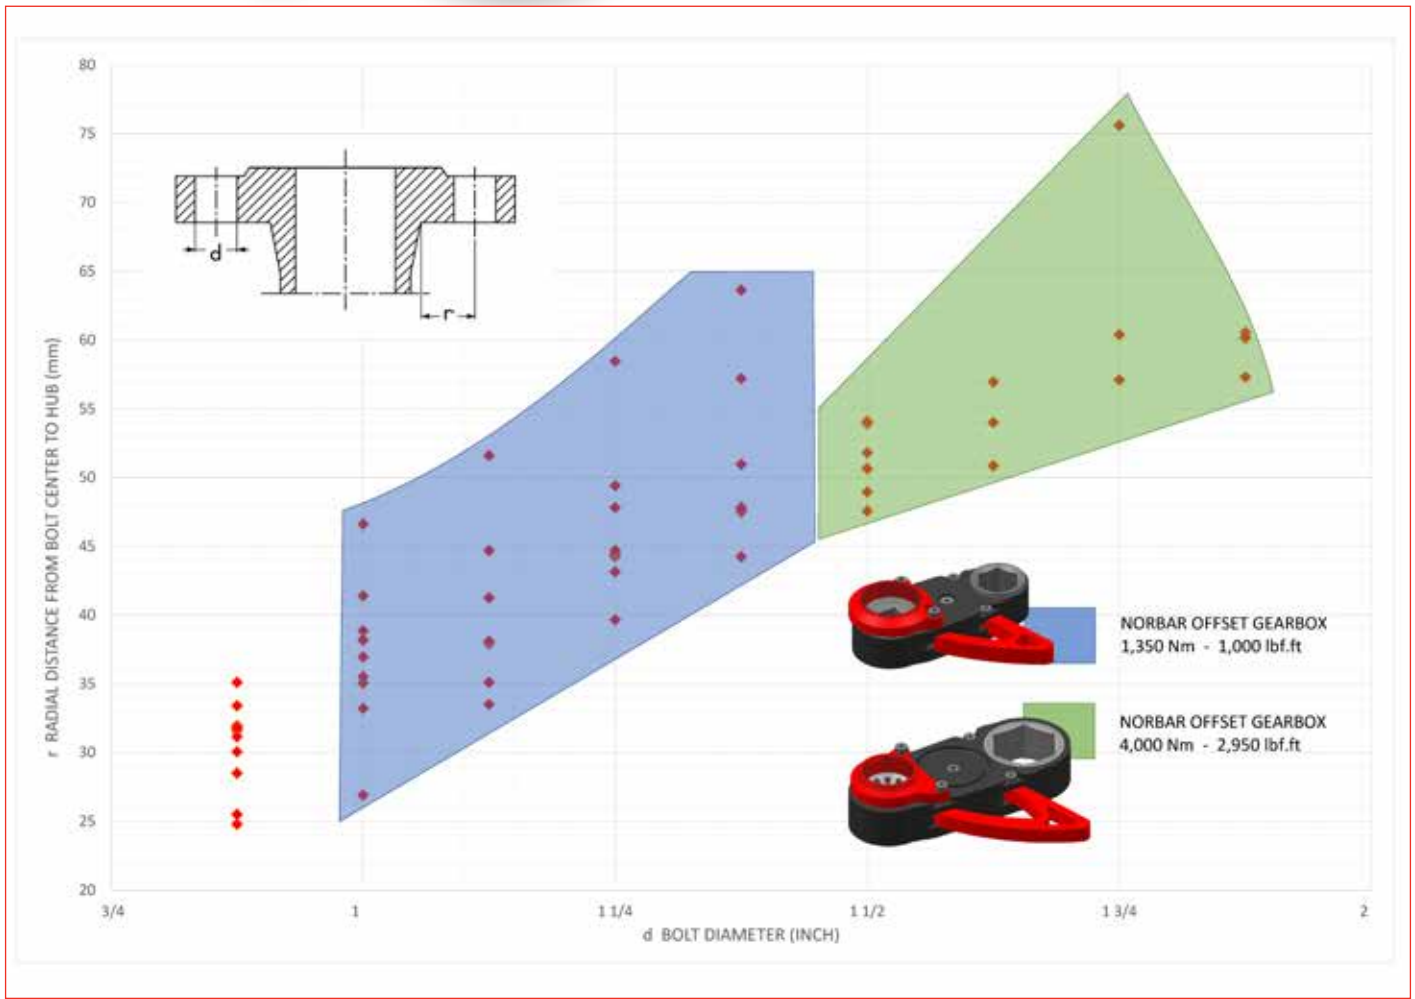 80
75
70
65
60
55
50
45
40
35
30
25
20
r RADIAL DISTANCE FROM BOLT CENTER TO HUB (mm)
d
r
NORBAR OFFSET GEARBOX
1,350 Nm - 1,000 lbf.ft
NORBAR OFFSET GEARBOX
4,000 Nm - 2,950 lbf.ft
3/4 1 1 1/4 1 1/2 1 3/4 2
d BOLT DIAMETER (INCH)